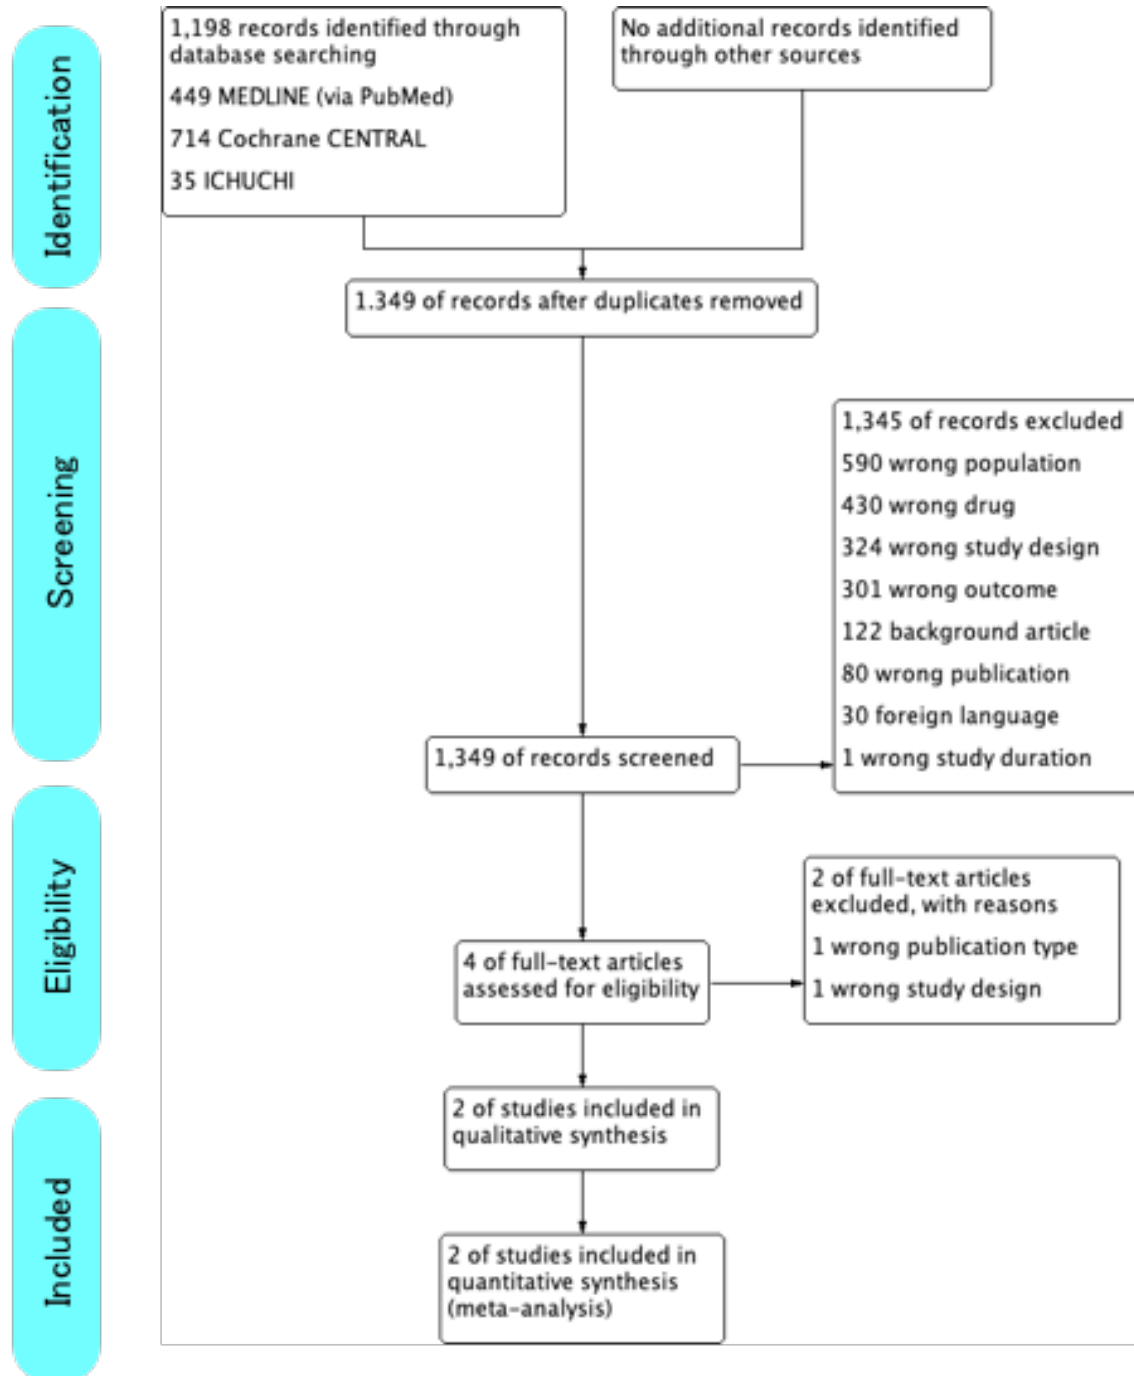 Identification
1,198 records identified through
database searching
449 MEDLINE (via PubMed)
714 Cochrane CENTRAL
35 ICHUCHI
No additional records identified
through other sources
1.349 of records after duplicates removed
Screening
1,345 of records excluded
590 wrong population
430 wrong drug
324 wrong study design
301 wrong outcome
122 background article
80 wrong publication
30 foreign language
1 wrong study duration
1,349 of records screened
Eligibility
2 of full-text articles
excluded, with reasons
1 wrong publication type
1 wrong study design
4 of full-text articles
assessed for eligibility
Included
2 of studies included in
qualitative synthesis
2 of studies included in
quantitative synthesis
(meta-analysis)